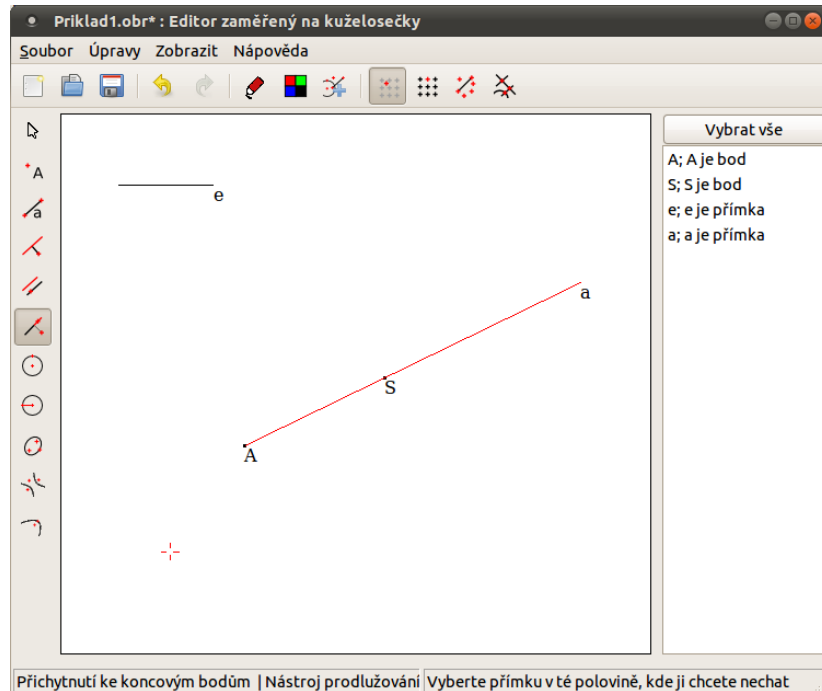 Priklad1.obr* : Editor zaměřený na kuželosečky
Soubor Úpravy Zobrazit Nápověda
A
a
Vybrat vše
A; A je bod
S; S je bod
e; e je přímka
a; a je přímka
e
a
S
A
Přichytnutí ke koncovým bodům | Nástroj prodlužování Vyberte přímku v té polovině, kde ji chcete nechat